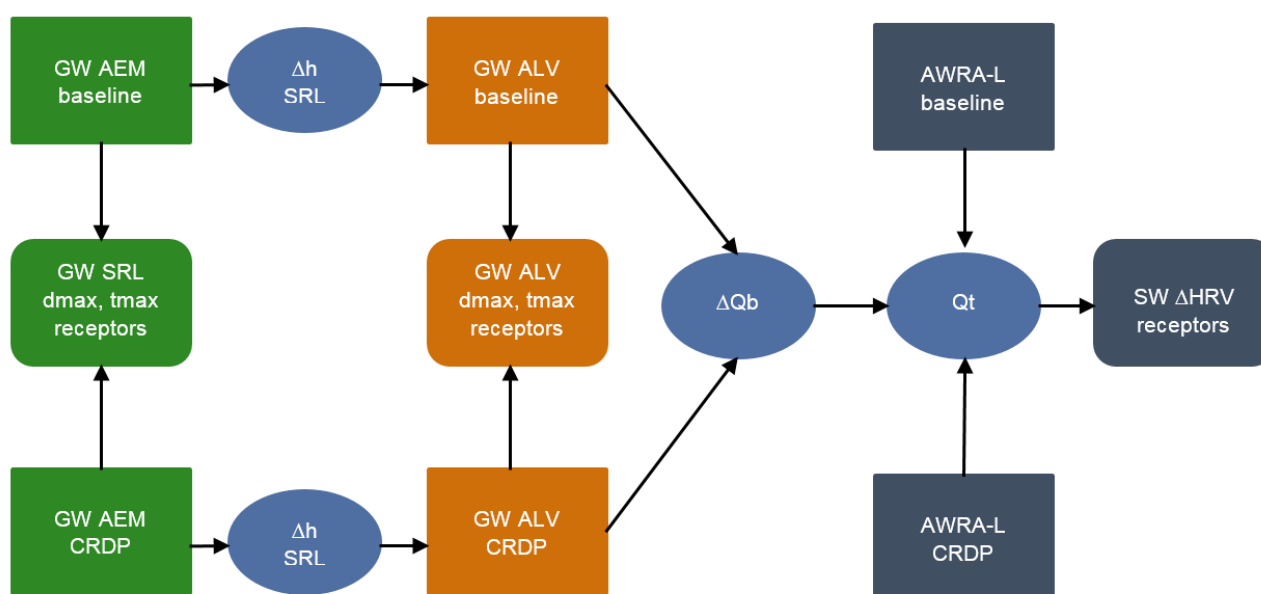 GW AEM
baseline
Δh
SRL
GW ALV
baseline
AWRA-L
baseline
GW SRL
dmax, tmax
receptors
GW ALV
dmax, tmax
receptors
ΔQb
Qt
SW ΔHRV
receptors
GW AEM
CRDP
Δh
SRL
GW ALV
CRDP
AWRA-L
CRDP